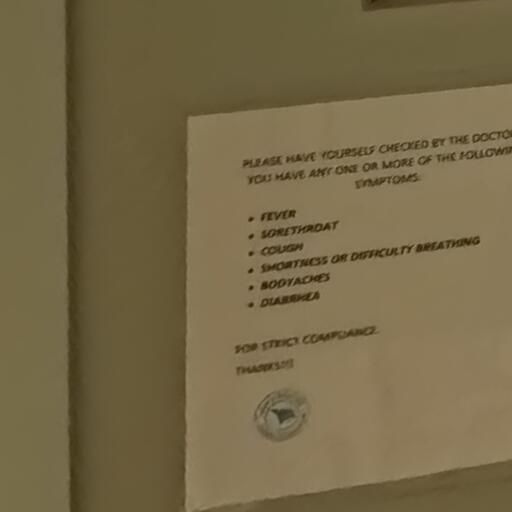 PLEASE HAVE YOURSELF CHECKED BY THE DOCTO
YOU HAVE ANY ONE OR MORE OF THE FOLLOWIN
SYMPTOMS:
• FEVER
• SORETHROAT
• COUGH
• SHORTNESS OR DIFFICULTY BREATHING
• BODYACHES
• DIARRHEA
FOR STRICT COMPLIANCE.
THANKS!!!